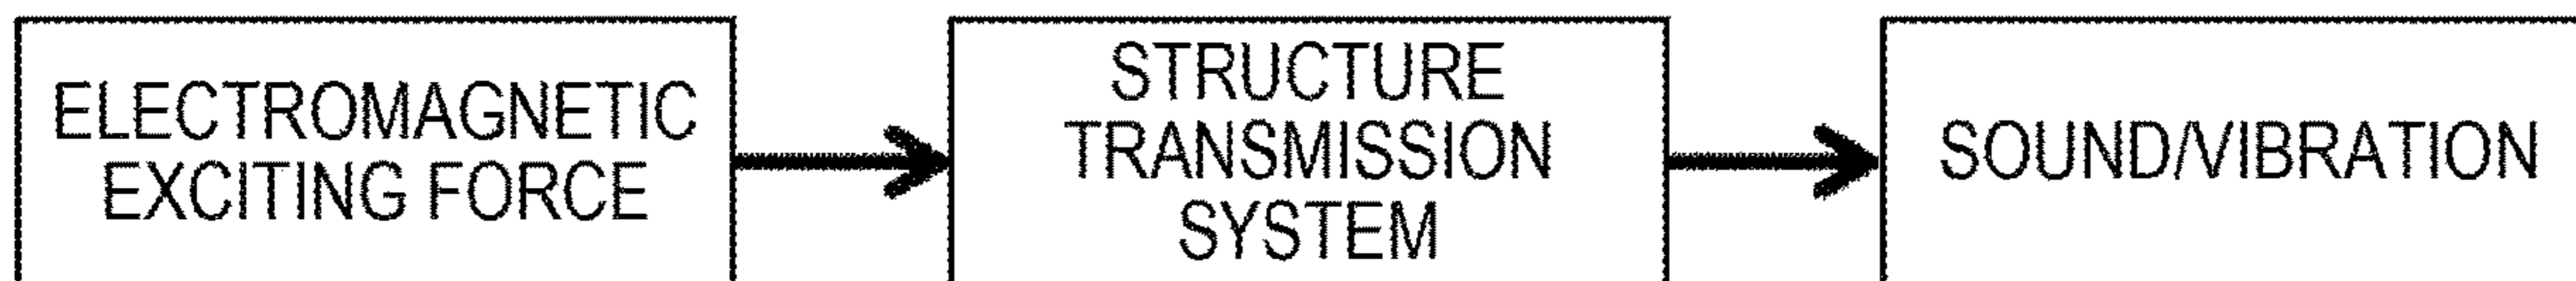 ELECTROMAGNETIC
EXCITING FORCE
STRUCTURE
TRANSMISSION
SYSTEM
SOUND/VIBRATION